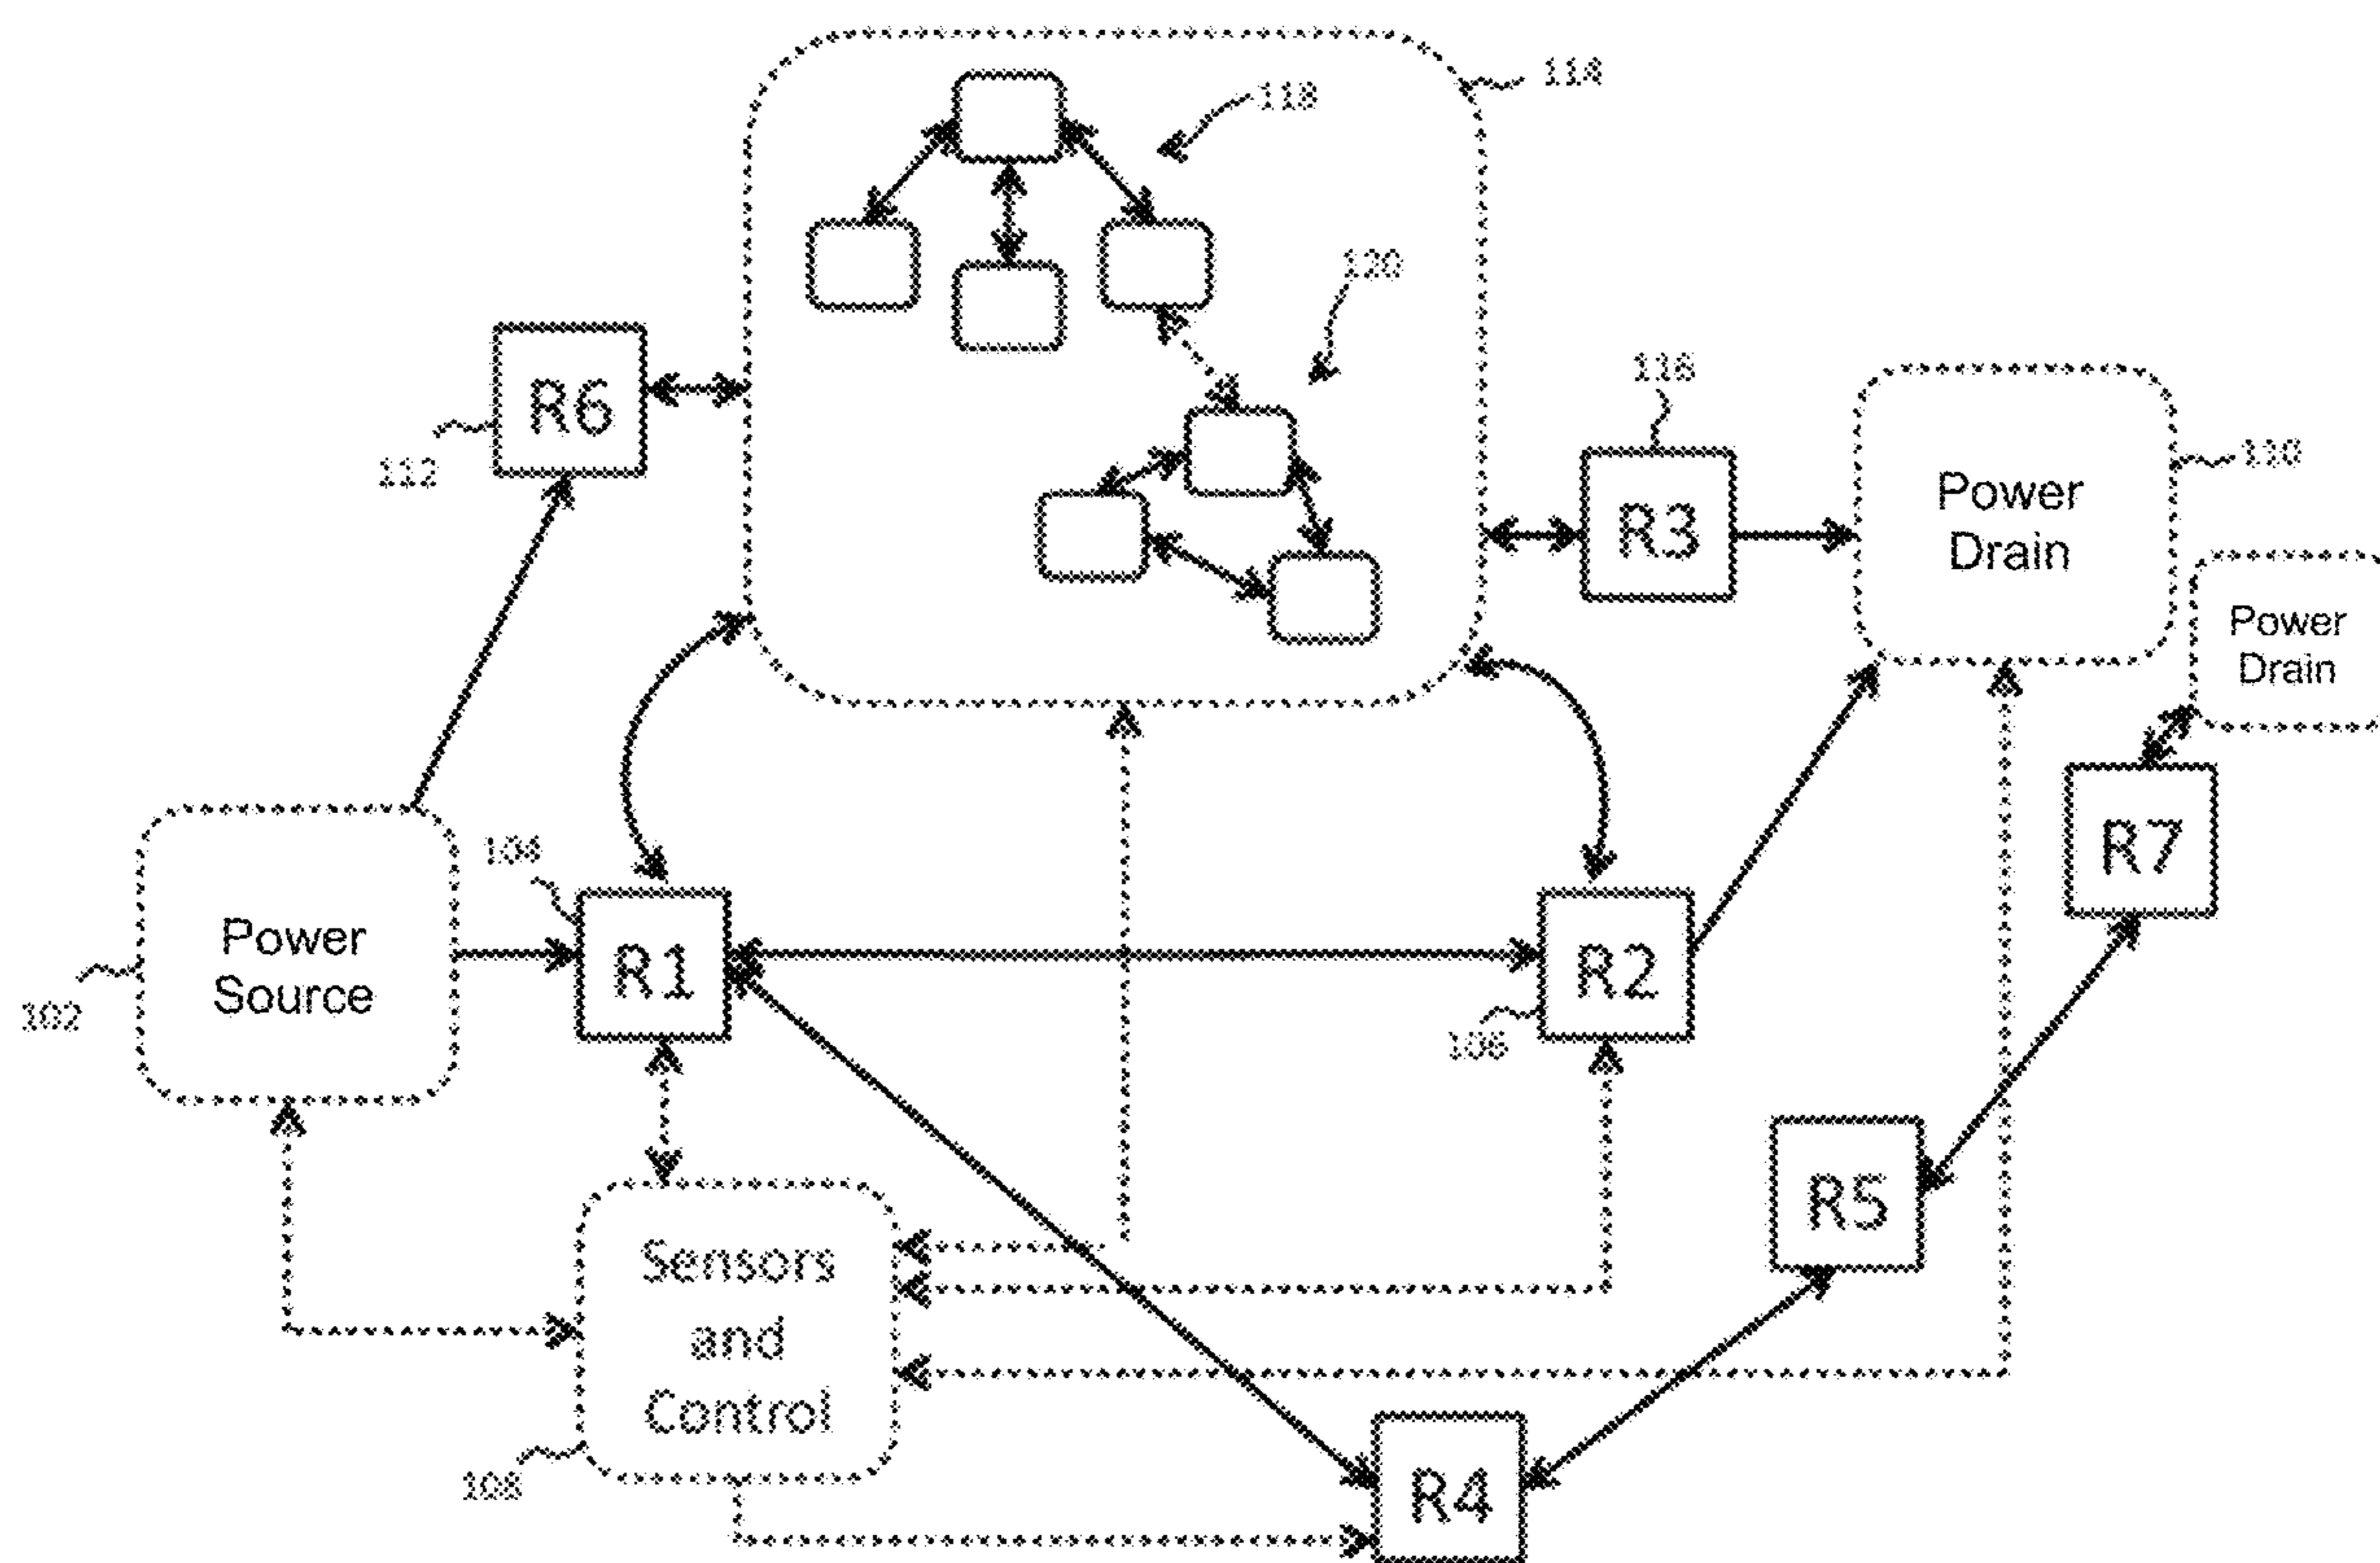 114
118
120
116
R6
112
R3
Power
Drain
110
Power
Drain
104
R7
Power
Source
102
R1
R2
106
Sensors
and
Control
108
R5
R4